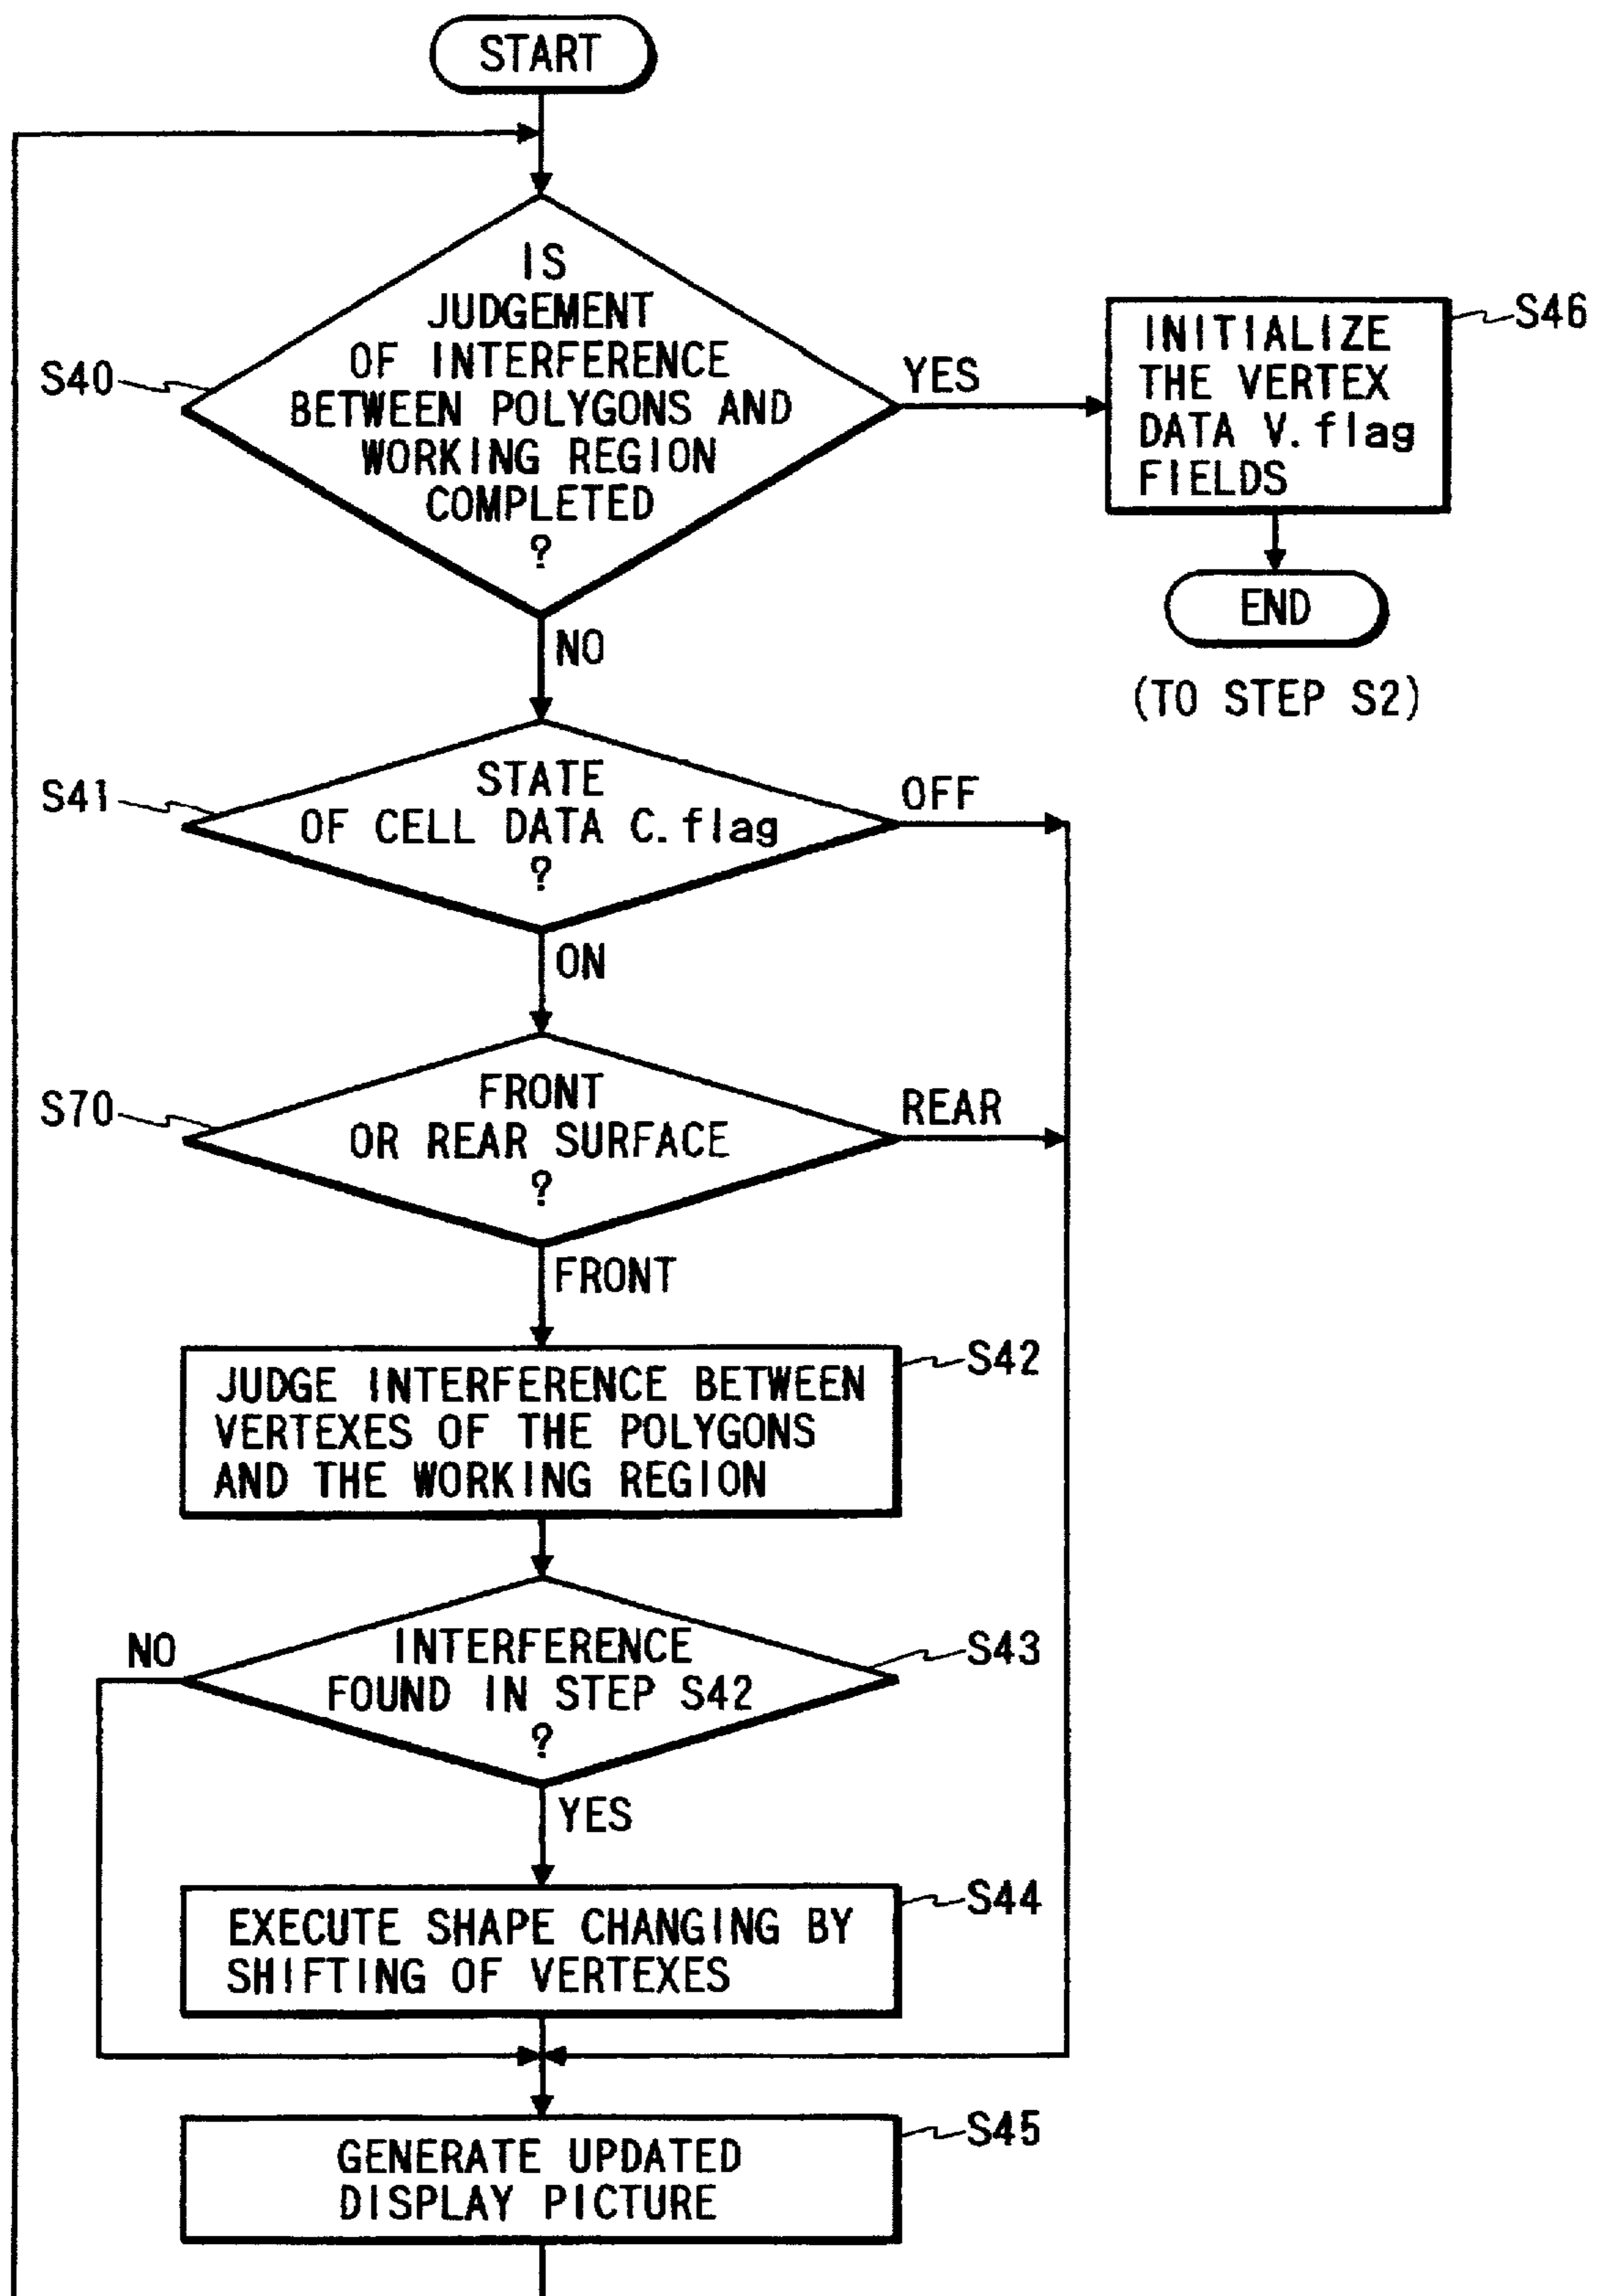 START
S40
IS
JUDGEMENT
OF INTERFERENCE
BETWEEN POLYGONS AND
WORKING REGION
COMPLETED
?
YES
S46
INITIALIZE
THE VERTEX
DATA V.flag
FIELDS
END
(TO STEP S2)
NO
S41
STATE
OF CELL DATA C.flag
?
OFF
ON
S70
FRONT
OR REAR SURFACE
?
REAR
FRONT
S42
JUDGE INTERFERENCE BETWEEN
VERTEXES OF THE POLYGONS
AND THE WORKING REGION
NO
S43
INTERFERENCE
FOUND IN STEP S42
?
YES
S44
EXECUTE SHAPE CHANGING BY
SHIFTING OF VERTEXES
S45
GENERATE UPDATED
DISPLAY PICTURE